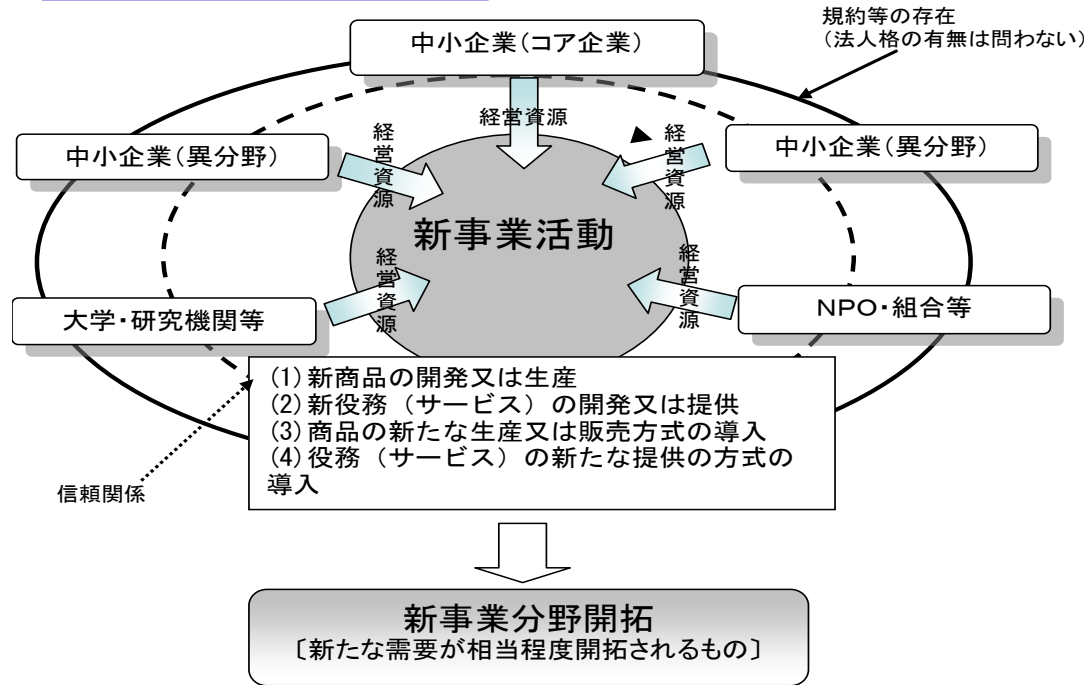 規約等の存在
(法人格の有無は問わない)
中小企業(コア企業)
経営資源
中小企業(異分野)
経営資源
経営資源
中小企業(異分野)
新事業活動
大学・研究機関等
経営資源
経営資源
NPO・組合等
(1)新商品の開発又は生産
(2)新役務(サービス)の開発又は提供
(3)商品の新たな生産又は販売方式の導入
(4)役務(サービス)の新たな提供の方式の
導入
信頼関係
新事業分野開拓
〔新たな需要が相当程度開拓されるもの〕